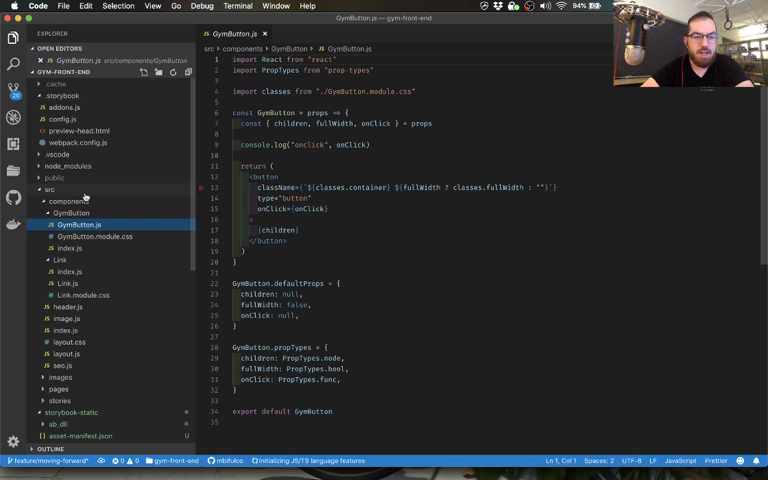 Code File Edit Selection View Go Debug Terminal Window Help 94%
GymButton.js — gym-front-end
EXPLORER
OPEN EDITORS
GymButton.js src/components/GymButton
GYM-FRONT-END
.cache
.storybook
addons.js
config.js
preview-head.html
webpack.config.js
.vscode
node_modules
public
src
components
GymButton
GymButton.js
GymButton.module.css
index.js
Link
index.js
Link.js
Link.module.css
header.js
image.js
index.js
layout.css
layout.js
seo.js
images
pages
stories
storybook-static
sb_dll
asset-manifest.json U
OUTLINE
20
GymButton.js
src components GymButton GymButton.js
1 import React from "react"
2 import PropTypes from "prop-types"
4 import classes from "./GymButton.module.css"
6 const GymButton = props => {
7 const { children, fullWidth, onClick } = props
9 console.log("onclick", onClick)
11 return (
12 <button
13 className={`${classes.container} ${fullWidth ? classes.fullWidth : ""}`}
14 type="button"
15 onClick={onClick}
16 >
17 {children}
18 </button>
19 )
20 }
22 GymButton.defaultProps = {
23 children: null,
24 fullWidth: false,
25 onClick: null,
26 }
28 GymButton.propTypes = {
29 children: PropTypes.node,
30 fullWidth: PropTypes.bool,
31 onClick: PropTypes.func,
32 }
34 export default GymButton
35
feature/moving-forward* 0 0 gym-front-end mbifulco Initializing JS/TS language features Ln 1, Col 1 Spaces: 2 UTF-8 LF JavaScript Prettier